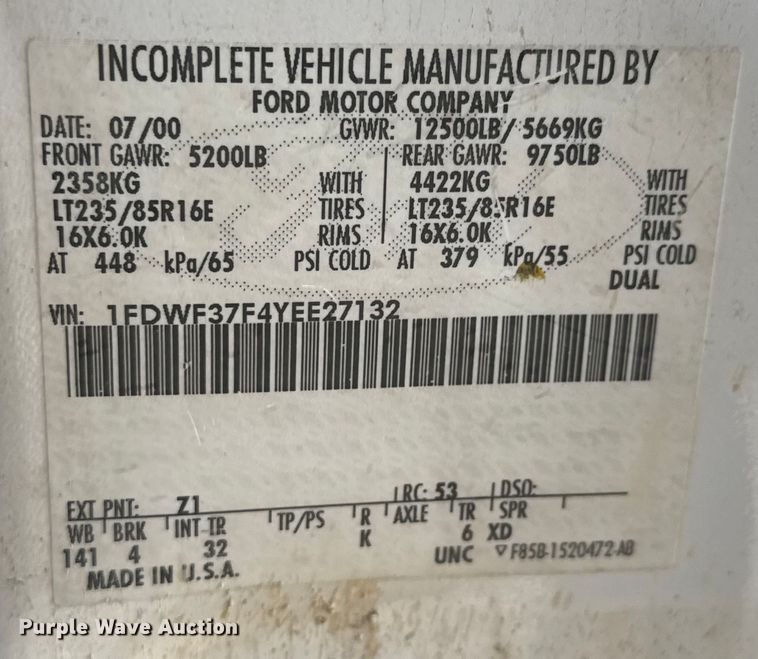 INCOMPLETE VEHICLE MANUFACTURED BY
FORD MOTOR COMPANY
DATE: 07/00 GVWR: 12500LB/ 5669KG
FRONT GAWR: 5200LB REAR GAWR: 9750LB
2358KG WITH 4422KG WITH
LT235/85R16E TIRES LT235/85R16E TIRES
16X6.0K RIMS 16X6.0K RIMS
AT 448 kPa/65 PSI COLD AT 379 kPa/55 PSI COLD
DUAL
VIN: 1FDWF37F4YEE27132
EXT PNT: Z1 RC: 53 DSO:
WB BRK INT TR TP/PS R AXLE TR SPR
141 4 32 K 6 XD
UNC F85B-1520472-AB
MADE IN U.S.A.
Purple Wave Auction